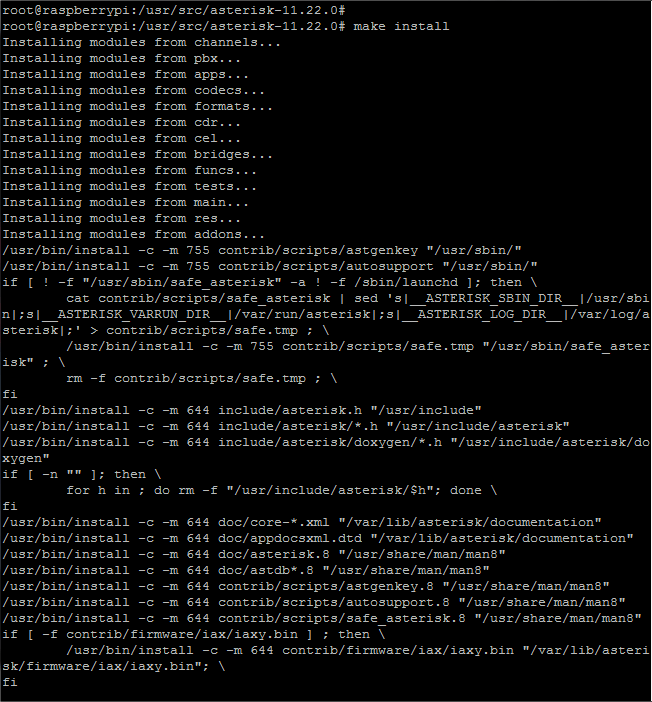 root@raspberrypi:/usr/src/asterisk-11.22.0#
root@raspberrypi:/usr/src/asterisk-11.22.0# make install
Installing modules from channels...
Installing modules from pbx...
Installing modules from apps...
Installing modules from codecs...
Installing modules from formats...
Installing modules from cdr...
Installing modules from cel...
Installing modules from bridges...
Installing modules from funcs...
Installing modules from tests...
Installing modules from main...
Installing modules from res...
Installing modules from addons...
/usr/bin/install -c -m 755 contrib/scripts/astgenkey "/usr/sbin/"
/usr/bin/install -c -m 755 contrib/scripts/autosupport "/usr/sbin/"
if [ ! -f "/usr/sbin/safe_asterisk" -a ! -f /sbin/launchd ]; then \
        cat contrib/scripts/safe_asterisk | sed 's|__ASTERISK_SBIN_DIR__|/usr/sbi
n|;s|__ASTERISK_VARRUN_DIR__|/var/run/asterisk|;s|__ASTERISK_LOG_DIR__|/var/log/a
sterisk|;' > contrib/scripts/safe.tmp ; \
        /usr/bin/install -c -m 755 contrib/scripts/safe.tmp "/usr/sbin/safe_aster
isk" ; \
        rm -f contrib/scripts/safe.tmp ; \
fi
/usr/bin/install -c -m 644 include/asterisk.h "/usr/include"
/usr/bin/install -c -m 644 include/asterisk/*.h "/usr/include/asterisk"
/usr/bin/install -c -m 644 include/asterisk/doxygen/*.h "/usr/include/asterisk/do
xygen"
if [ -n "" ]; then \
        for h in ; do rm -f "/usr/include/asterisk/$h"; done \
fi
/usr/bin/install -c -m 644 doc/core-*.xml "/var/lib/asterisk/documentation"
/usr/bin/install -c -m 644 doc/appdocsxml.dtd "/var/lib/asterisk/documentation"
/usr/bin/install -c -m 644 doc/asterisk.8 "/usr/share/man/man8"
/usr/bin/install -c -m 644 doc/astdb*.8 "/usr/share/man/man8"
/usr/bin/install -c -m 644 contrib/scripts/astgenkey.8 "/usr/share/man/man8"
/usr/bin/install -c -m 644 contrib/scripts/autosupport.8 "/usr/share/man/man8"
/usr/bin/install -c -m 644 contrib/scripts/safe_asterisk.8 "/usr/share/man/man8"
if [ -f contrib/firmware/iax/iaxy.bin ] ; then \
        /usr/bin/install -c -m 644 contrib/firmware/iax/iaxy.bin "/var/lib/asteri
sk/firmware/iax/iaxy.bin"; \
fi